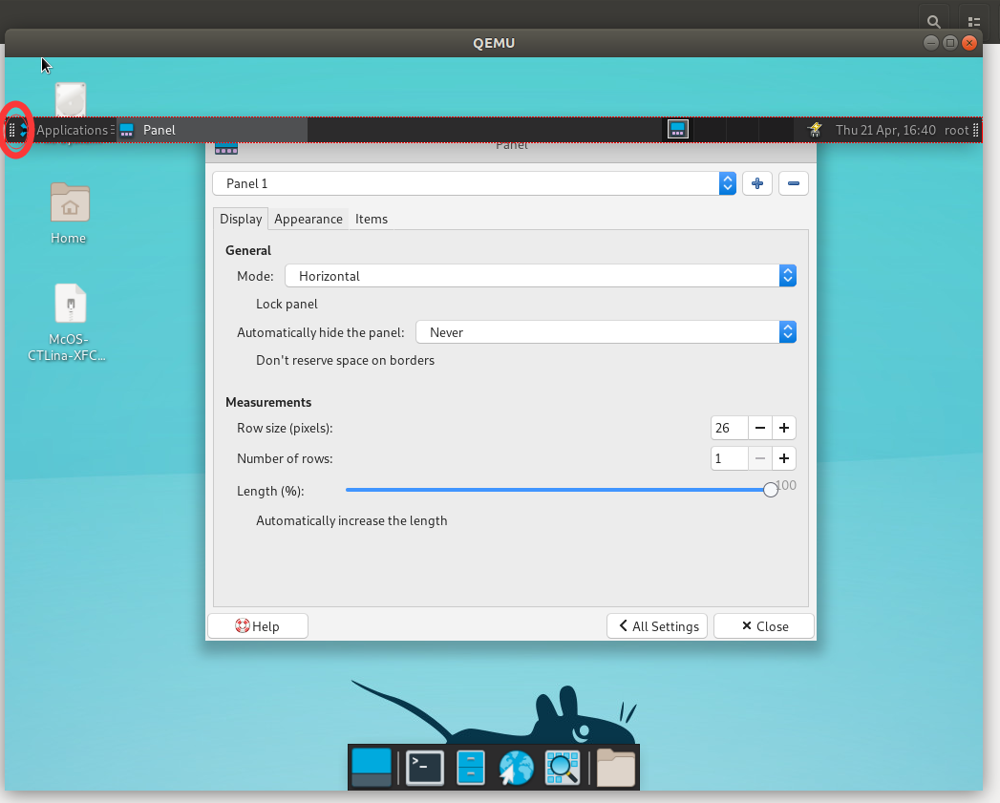 QEMU
Applications
Panel
Thu 21 Apr, 16:40
root
Panel
Panel 1
Display
Appearance
Items
General
Mode:
Horizontal
Lock panel
Automatically hide the panel:
Never
Don't reserve space on borders
Measurements
Row size (pixels):
26
Number of rows:
1
Length (%):
100
Automatically increase the length
Help
All Settings
Close
Home
McOS-
CTLina-XFC...